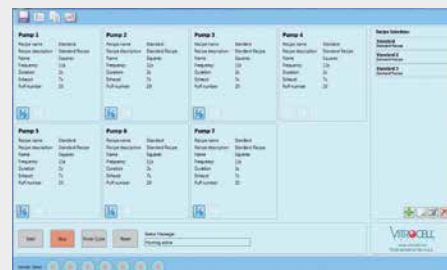 Pump 1
Recipe name Standard
Recipe description Standard Recipe
Name Squares
Frequency 12s
Duration 2s
Exhaust 7s
Puff number 20
Pump 2
Recipe name Standard
Recipe description Standard Recipe
Name Squares
Frequency 12s
Duration 2s
Exhaust 7s
Puff number 20
Pump 3
Recipe name Standard
Recipe description Standard Recipe
Name Squares
Frequency 12s
Duration 2s
Exhaust 7s
Puff number 20
Pump 4
Recipe name Standard
Recipe description Standard Recipe
Name Squares
Frequency
Duration
Exhaust
Puff number
Recipe Selection:
Standard
Standard Recipe
Standard 2
Standard Recipe
Standard 3
Standard Recipe
Pump 5
Recipe name Standard
Recipe description Standard Recipe
Name Squares
Frequency
Duration 2s
Exhaust 7s
Puff number 20
Pump 6
Recipe name Standard
Recipe description Standard Recipe
Name Squares
Frequency
Duration 2s
Exhaust 7s
Puff number 20
Pump 7
Recipe name Standard
Recipe description Standard Recipe
Name Squares
Frequency
Duration 2s
Exhaust 7s
Puff number 20
Start
Stop
Reset
Status Message:
VITROCELL